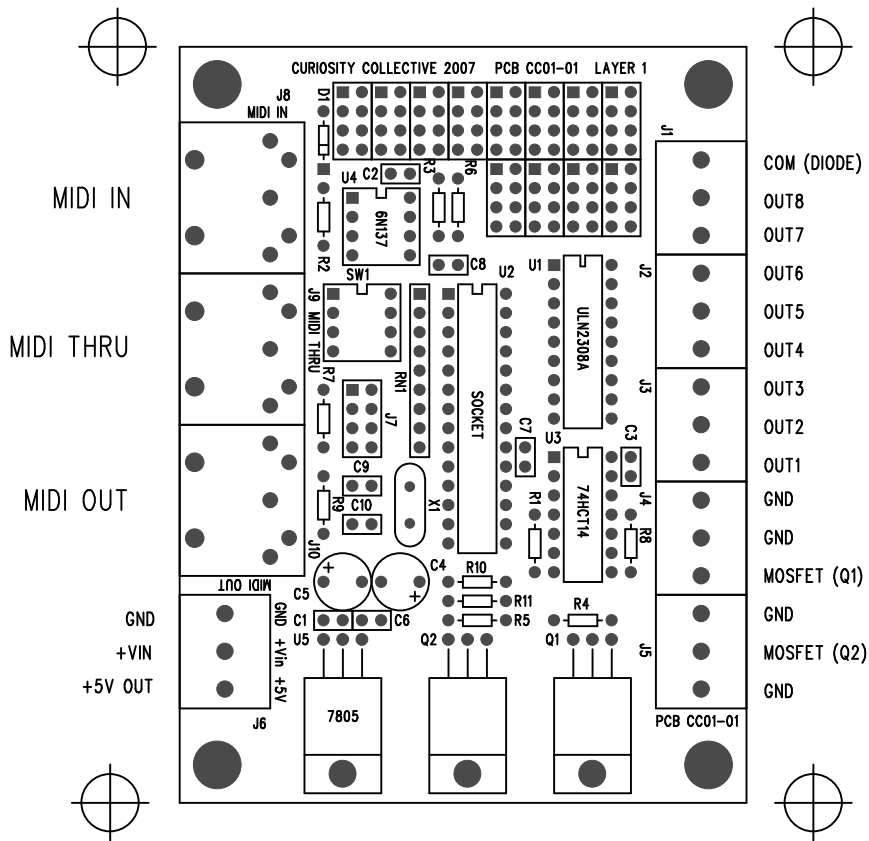 CURIOSITY COLLECTIVE 2007 PCB CC01-01 LAYER 1
J8
MIDI IN
D1
J1
MIDI IN
COM (DIODE)
OUT8
OUT7
C2
R3
R6
U4
6N137
R2
C8
U2
U1
J2
OUT6
OUT5
OUT4
SW1
J9 MIDI THRU
MIDI THRU
RN1
SOCKET
ULN2308A
R7
J7
J3
OUT3
OUT2
OUT1
C7
U3
C3
C9
C10
R9
X1
R1
74HCT14
R8
J4
MIDI OUT
GND
GND
MOSFET (Q1)
J10
MIDI OUT
C5
+
C4
+
R10
R11
R5
R4
C1
C6
U5
Q2
Q1
GND
+VIN
+5V OUT
GND +Vin +5V
J6
7805
J5
GND
MOSFET (Q2)
GND
PCB CC01-01